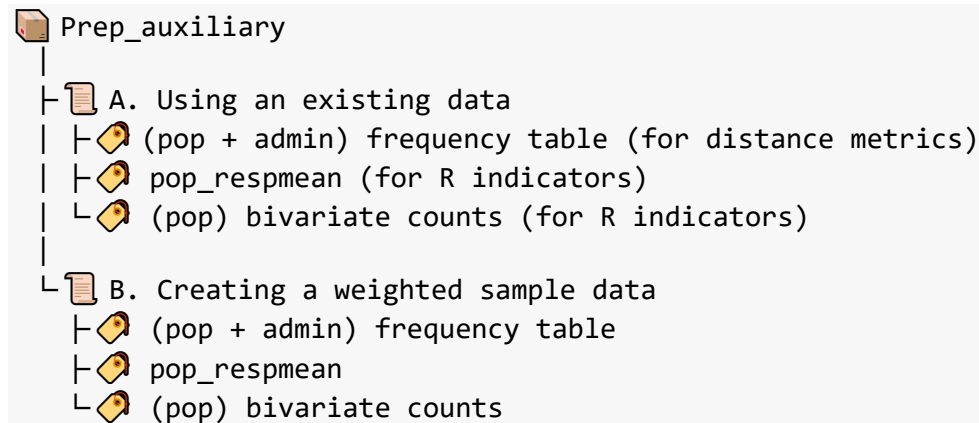 Prep_auxiliary
A. Using an existing data
(pop + admin) frequency table (for distance metrics)
pop_respmean (for R indicators)
(pop) bivariate counts (for R indicators)
B. Creating a weighted sample data
(pop + admin) frequency table
pop_respmean
(pop) bivariate counts